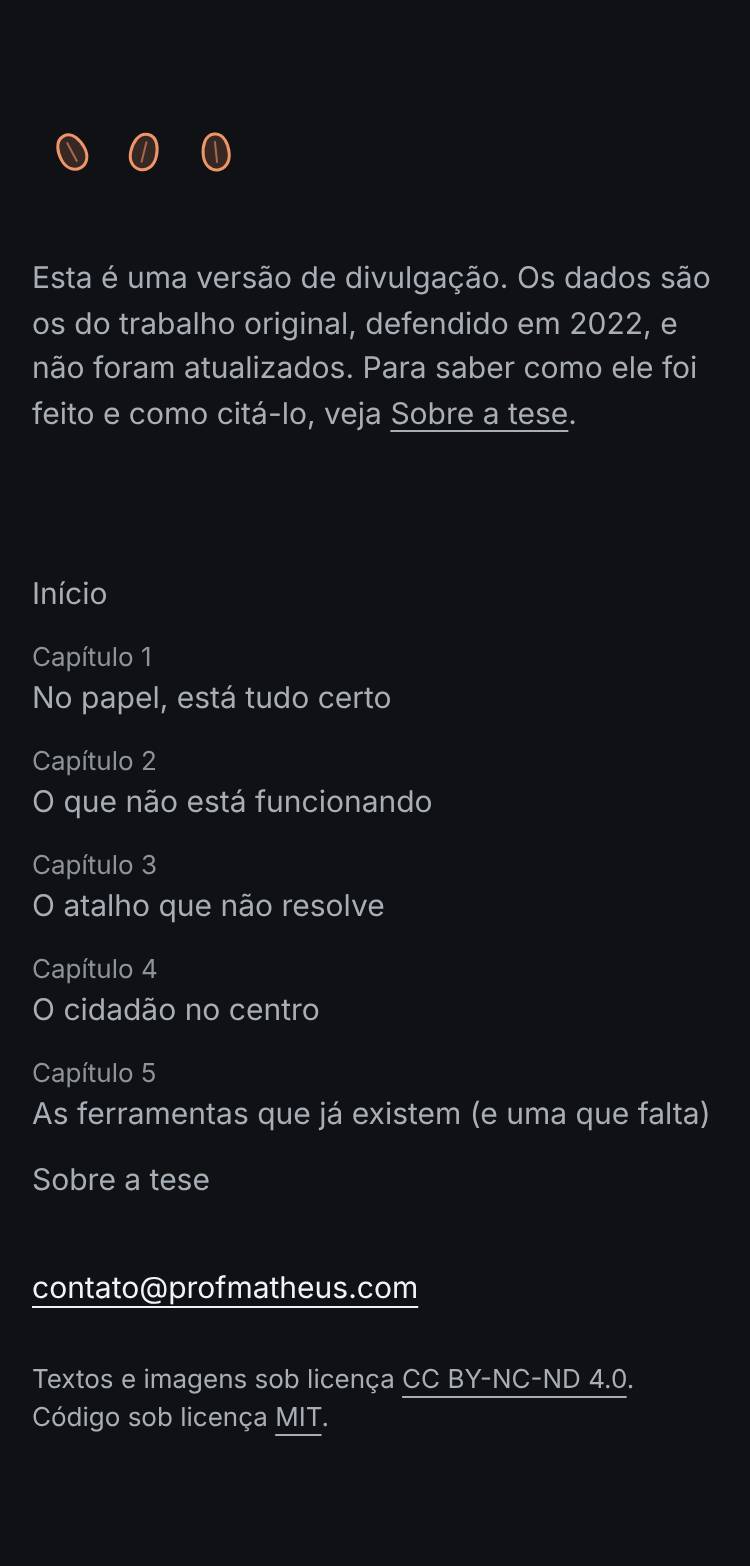 Esta é uma versão de divulgação. Os dados são
os do trabalho original, defendido em 2022, e
não foram atualizados. Para saber como ele foi
feito e como citá-lo, veja Sobre a tese.
Início
Capítulo 1
No papel, está tudo certo
Capítulo 2
O que não está funcionando
Capítulo 3
O atalho que não resolve
Capítulo 4
O cidadão no centro
Capítulo 5
As ferramentas que já existem (e uma que falta)
Sobre a tese
contato@profmatheus.com
Textos e imagens sob licença CC BY-NC-ND 4.0.
Código sob licença MIT.